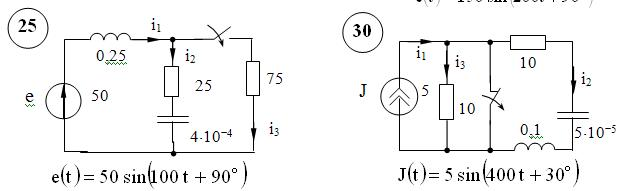 25
i₁
0.25
i₂
e
50
25
75
4·10⁻⁴
i₃
e(t) = 50 sin(100 t + 90°)
30
i₁
i₃
10
i₂
J
5
10
0.1
5·10⁻⁵
J(t) = 5 sin(400 t + 30°)